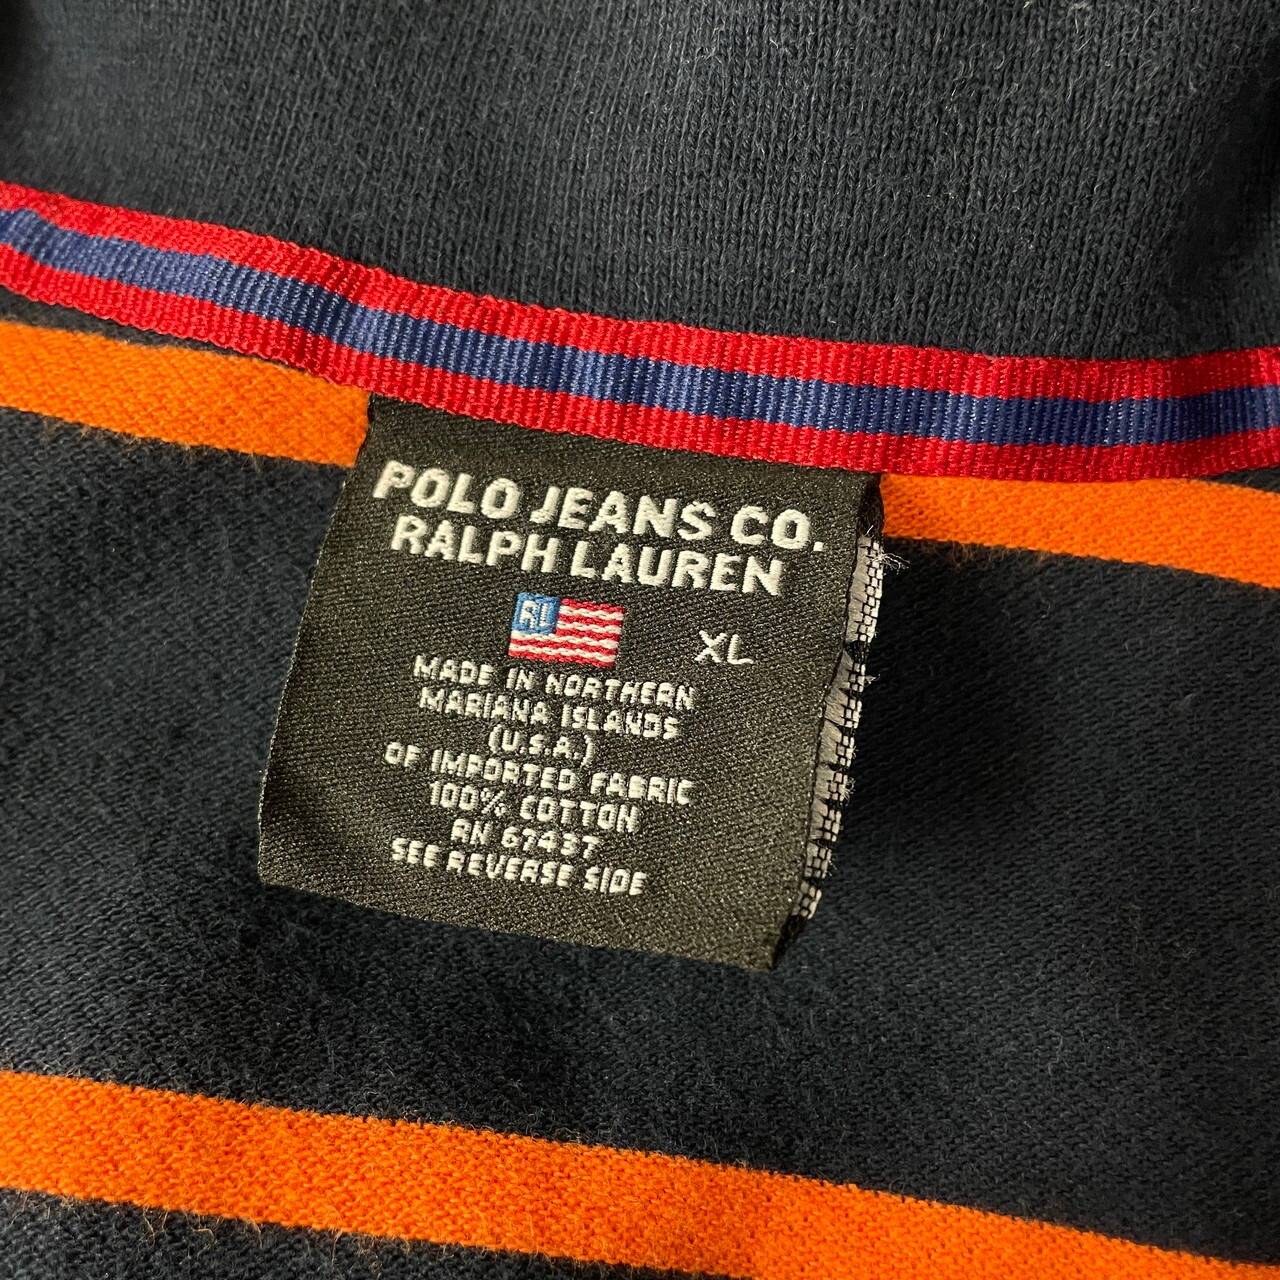 POLO JEANS CO.
RALPH LAUREN
RL
XL
MADE IN NORTHERN
MARIANA ISLANDS
(U.S.A.)
OF IMPORTED FABRIC
100% COTTON
RN 67437
SEE REVERSE SIDE